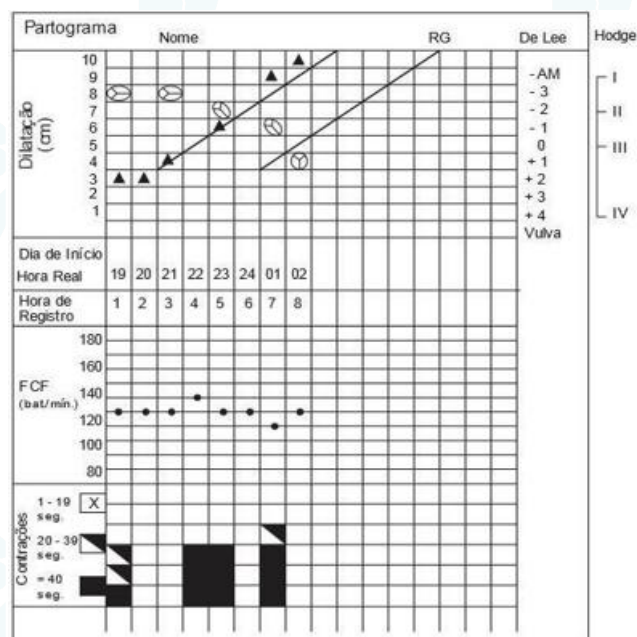 Partograma
Nome RG De Lee Hodge
Dilatação (cm)
10
9
8
7
6
5
4
3
2
1
- AM
- 3
- 2
- 1
0
+ 1
+ 2
+ 3
+ 4
Vulva
I
II
III
IV
Dia de Início
Hora Real 19 20 21 22 23 24 01 02
Hora de Registro 1 2 3 4 5 6 7 8
FCF (bat/mín.)
180
160
140
120
100
80
Contrações
1 - 19 seg. X
20 - 39 seg.
= 40 seg.